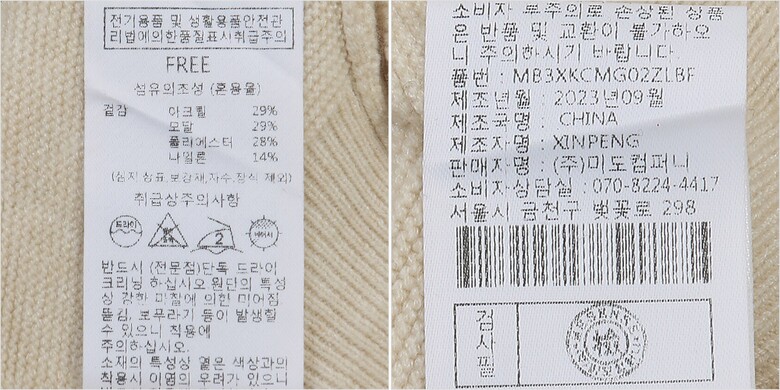 전기용품 및 생활용품안전관
리법에의한품질표시취급주의
FREE
섬유의조성 (혼용율)
겉감 아크릴 29%
모달 29%
폴리에스터 28%
나일론 14%
(심지,상표,보강재,자수,장식 제외)
취급상주의사항
드라이
2
반드시 (전문점)단독 드라이
크리닝 하십시오 원단의 특성
상 강한 마찰에 의한 미어짐
뜯김, 보푸라기 등이 발생할
수 있으니 착용에
주의하십시오.
소재의 특성상 옅은 색상과의
착용시 이염의 우려가 있으니
소비자 부주의로 손상된 상품
은 반품 및 교환이 불가하오
니 주의하시기 바랍니다.
품번 : MB3XKCMG02ZLBF
제조년월 : 2023년09월
제조국명 : CHINA
제조자명 : XINPENG
판매자명 : (주)미도컴퍼니
소비자상담실 : 070-8224-4417
서울시 금천구 벚꽃로 298
검사필